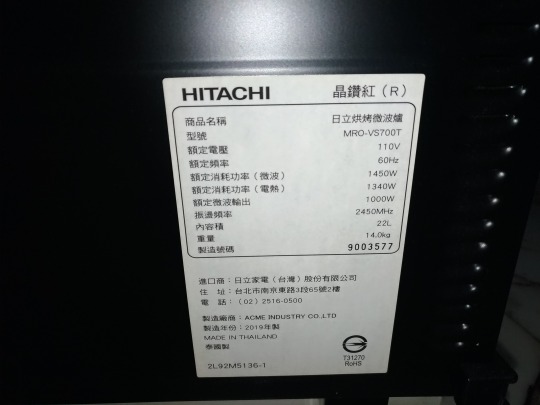 HITACHI 晶鑽紅（R）
商品名稱 日立烘烤微波爐
型號 MRO-VS700T
額定電壓 110V
額定頻率 60Hz
額定消耗功率（微波） 1450W
額定消耗功率（電熱） 1340W
額定微波輸出 1000W
振盪頻率 2450MHz
內容積 22L
重量 14.0kg
製造號碼 9003577
進口商：日立家電（台灣）股份有限公司
住 址：台北市南京東路3段65號2樓
電 話：（02）2516-0500
製造廠商：ACME INDUSTRY CO.,LTD
製造年份：2019年製
MADE IN THAILAND
泰國製
T31270
RoHS
2L92M5136-1